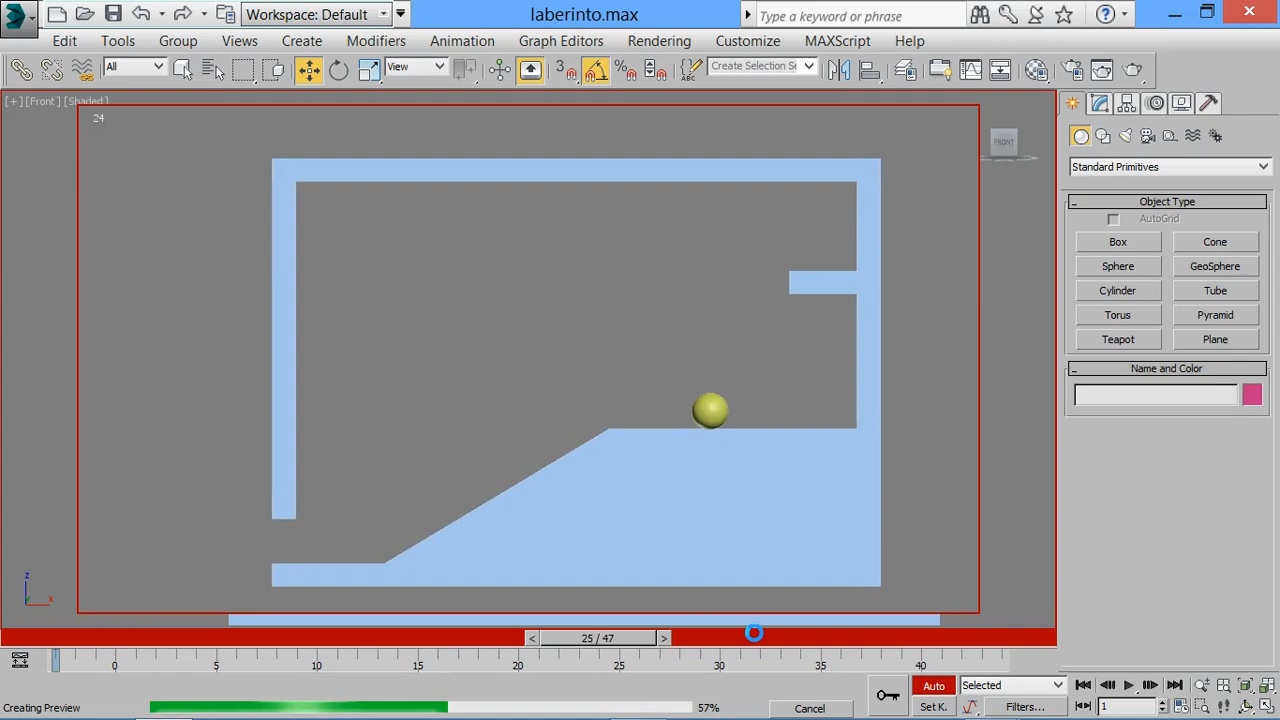 Workspace: Default
laberinto.max
Type a keyword or phrase
Edit Tools Group Views Create Modifiers Animation Graph Editors Rendering Customize MAXScript Help
All
View
3
Create Selection Se
[+] [Front] [Shaded]
24
FRONT
Standard Primitives
Object Type
AutoGrid
Box Cone
Sphere GeoSphere
Cylinder Tube
Torus Pyramid
Teapot Plane
Name and Color
z
x
25 / 47
0 5 10 15 20 25 30 35 40
Creating Preview
57%
Cancel
Auto Selected
Set K. Filters...
1